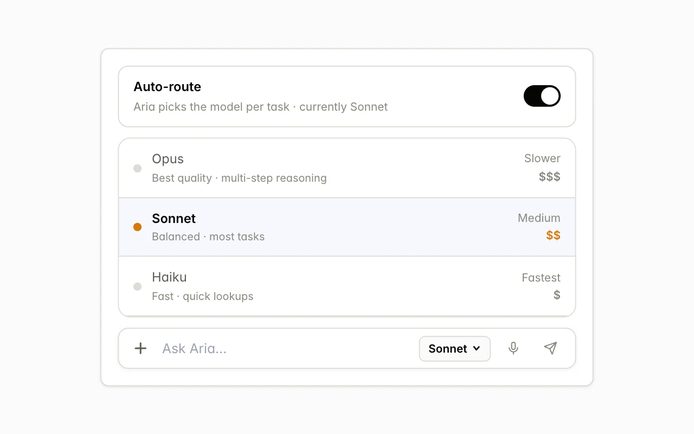 Auto-route
Aria picks the model per task · currently Sonnet
Opus
Slower
Best quality · multi-step reasoning
$$$
Sonnet
Medium
Balanced · most tasks
$$
Haiku
Fastest
Fast · quick lookups
$
Ask Aria...
Sonnet